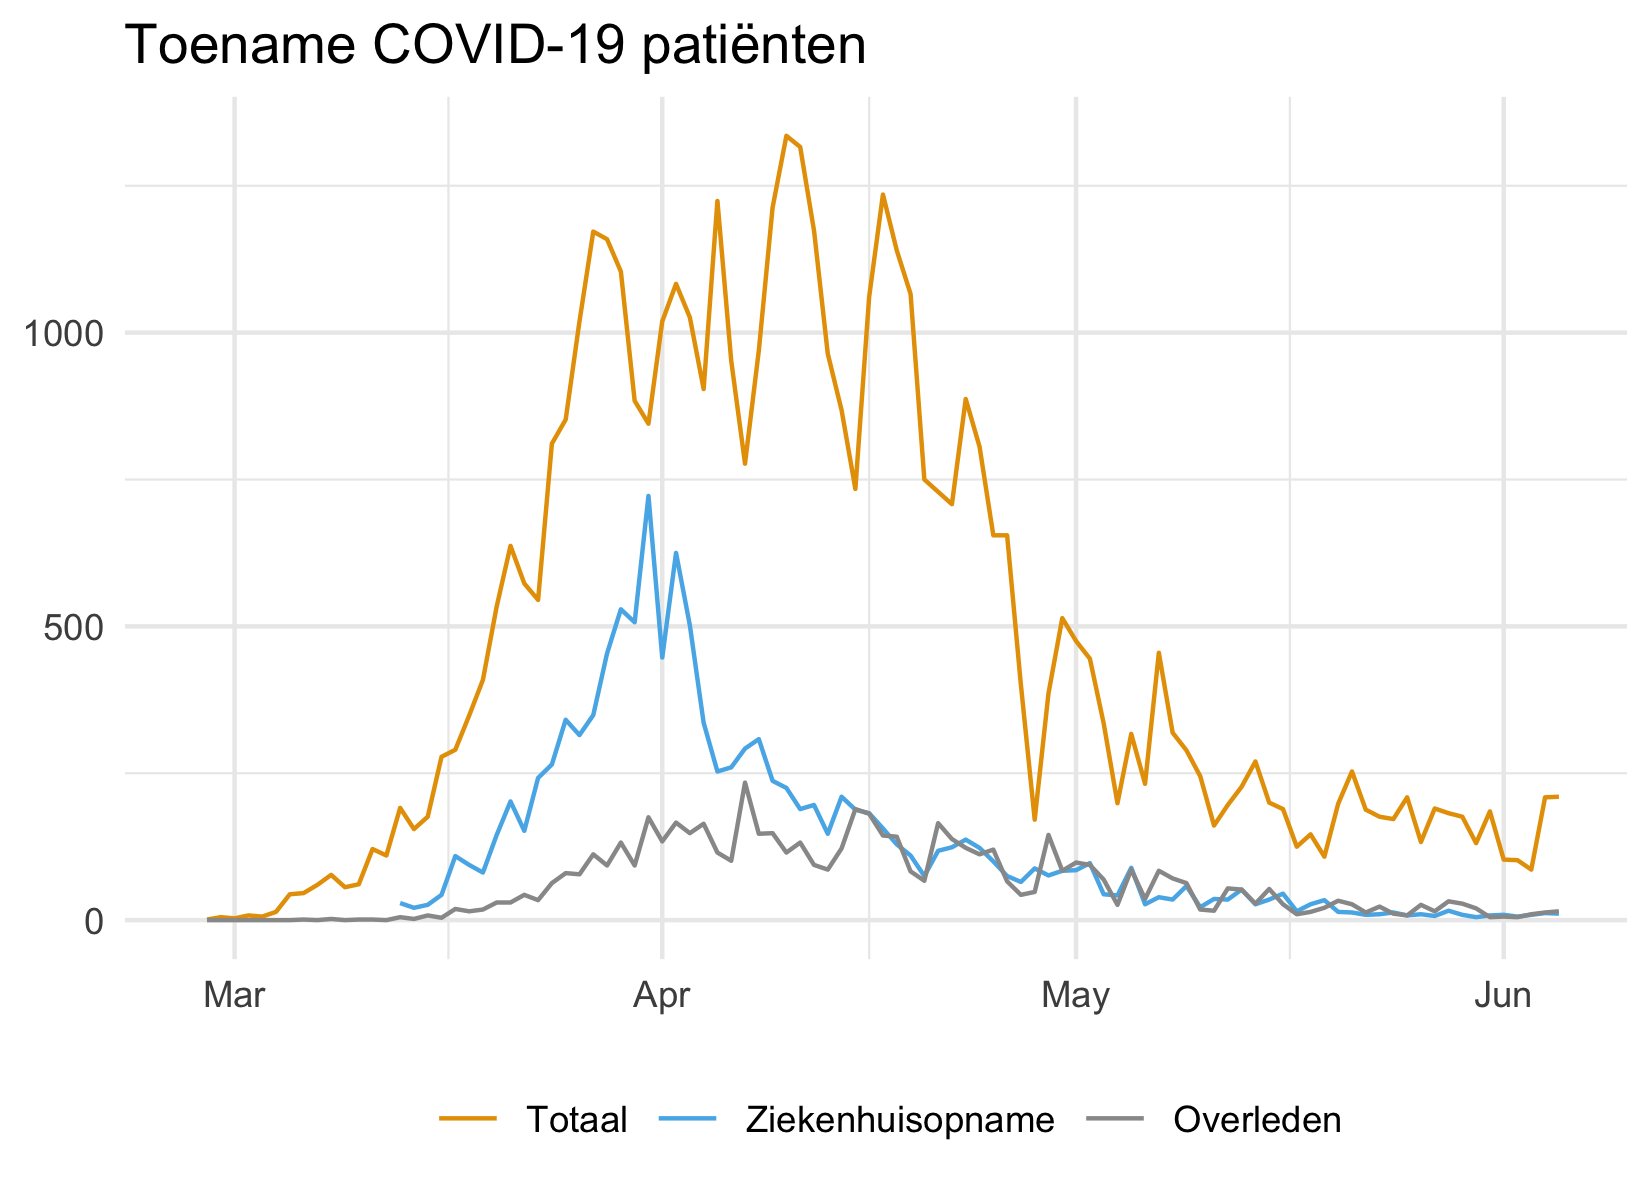 Toename COVID-19 patiënten
1000
500
0
Mar Apr May Jun
Totaal Ziekenhuisopname Overleden